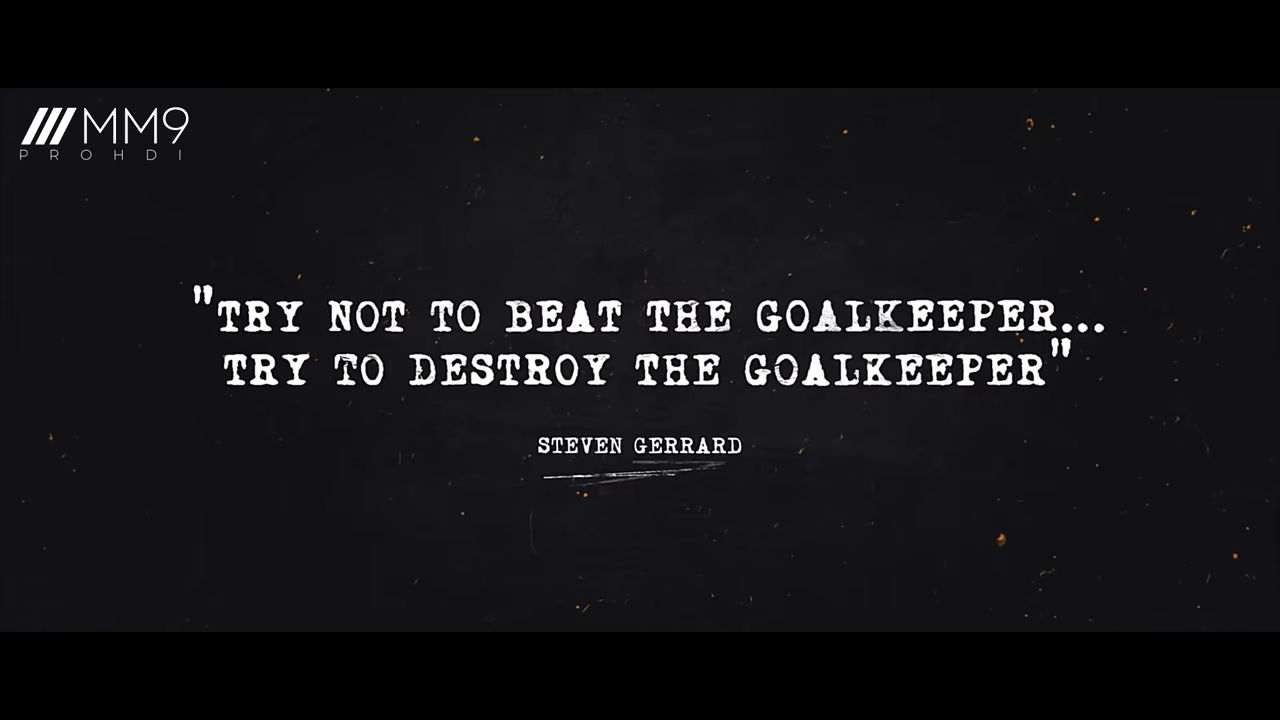 MM9
PROHDI
"TRY NOT TO BEAT THE GOALKEEPER...
TRY TO DESTROY THE GOALKEEPER"
STEVEN GERRARD